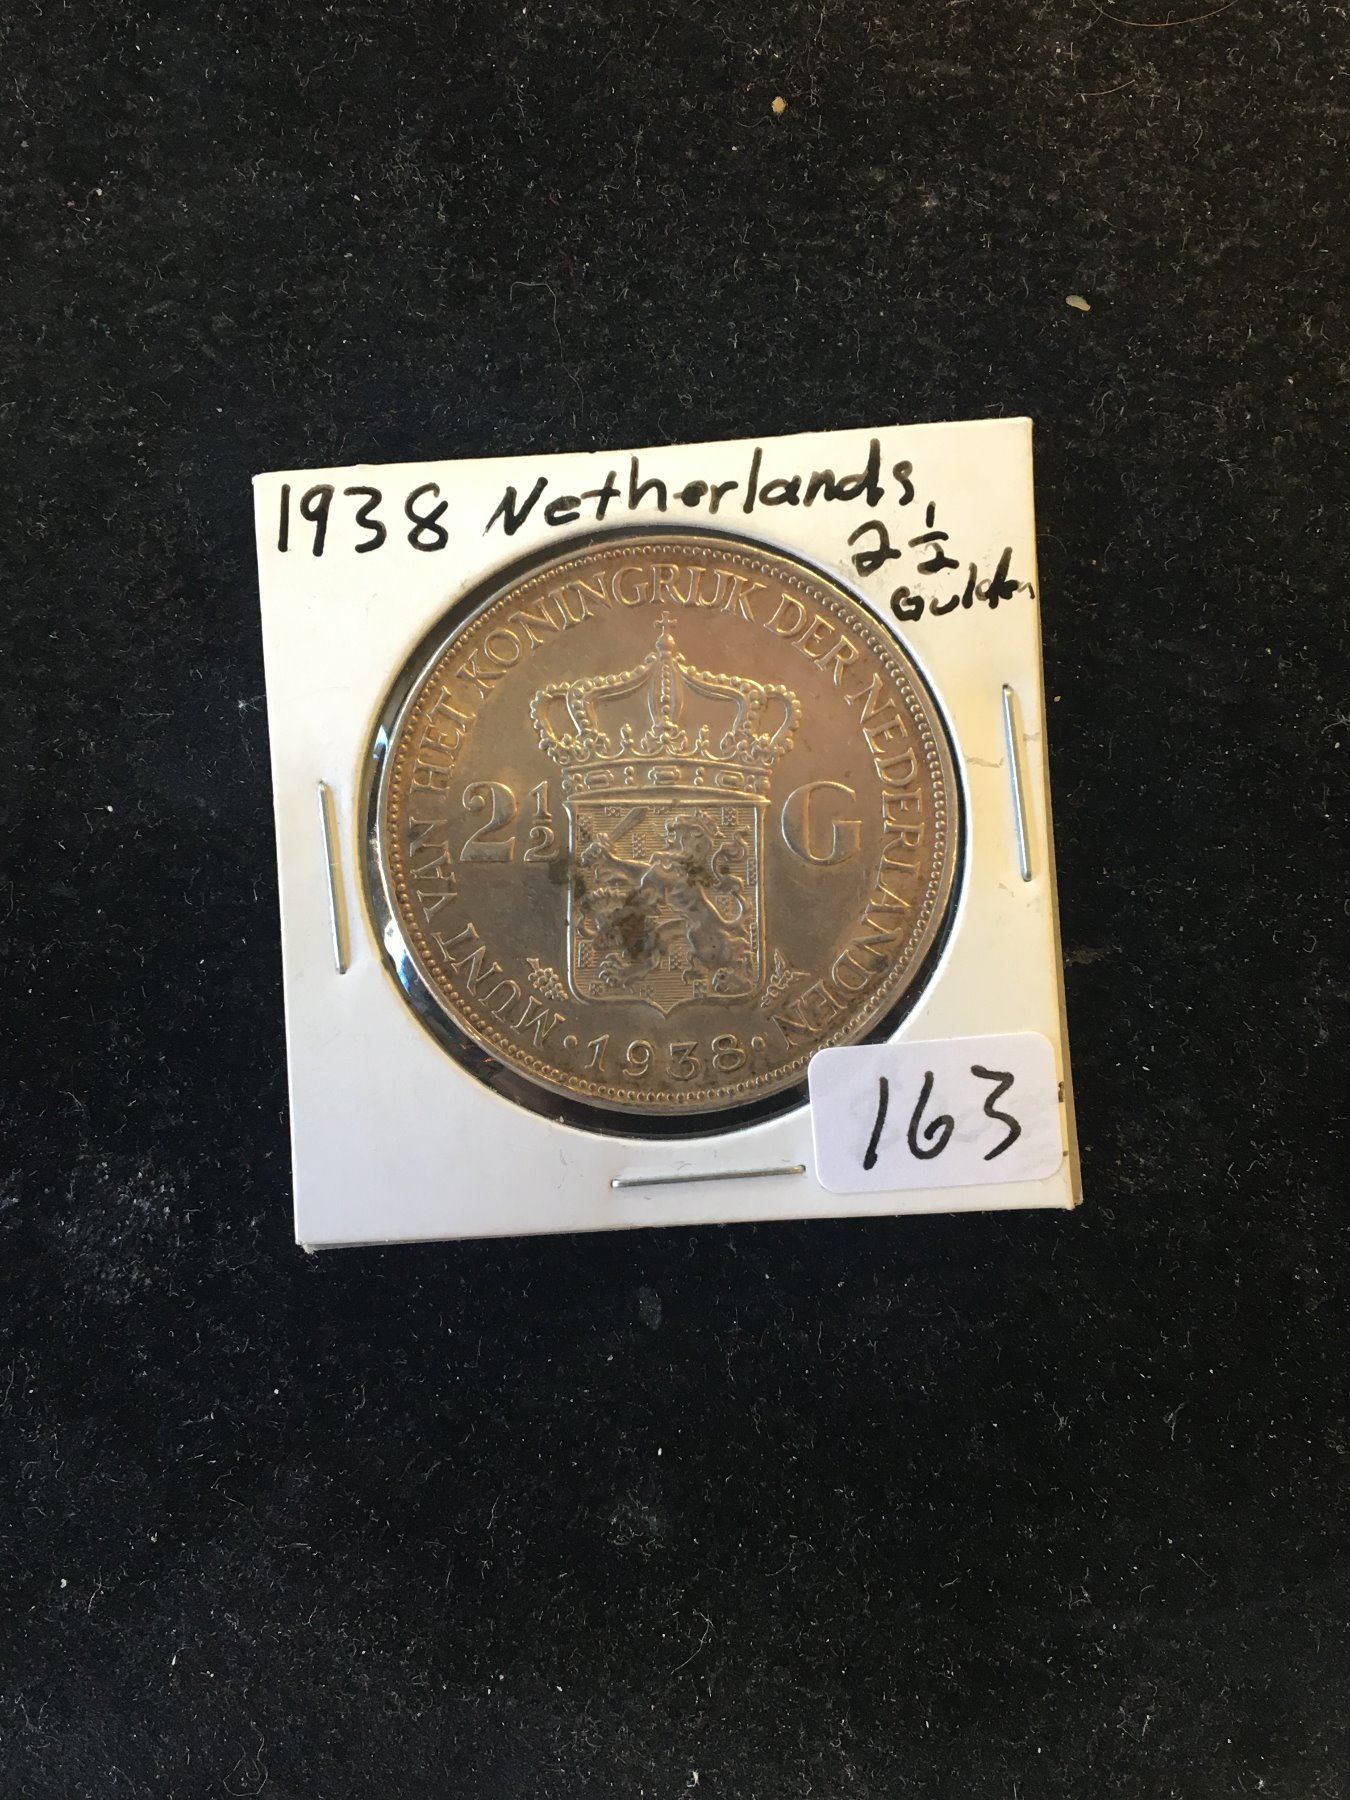 1938 Netherlands
2 1/2
Gulden
MUNT VAN HET KONINGRIJK DER NEDERLANDEN
2 1/2 G
· 1938 ·
163